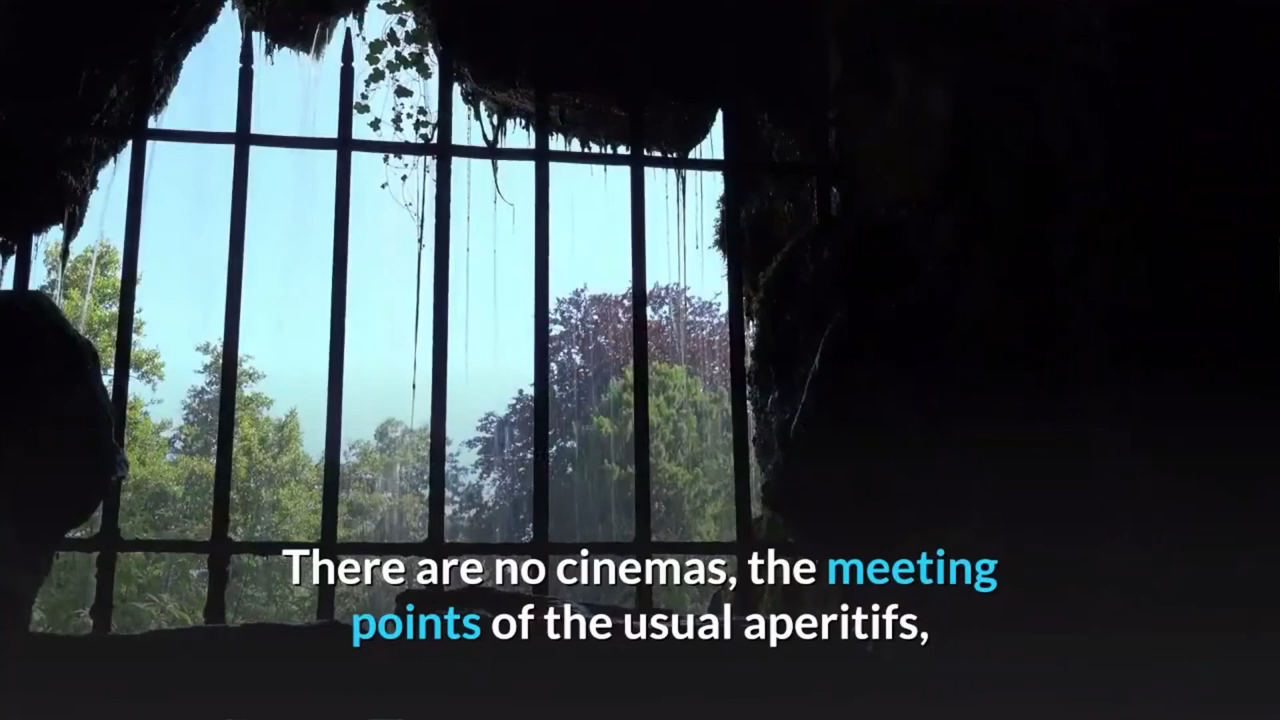 There are no cinemas, the meeting
points of the usual aperitifs,